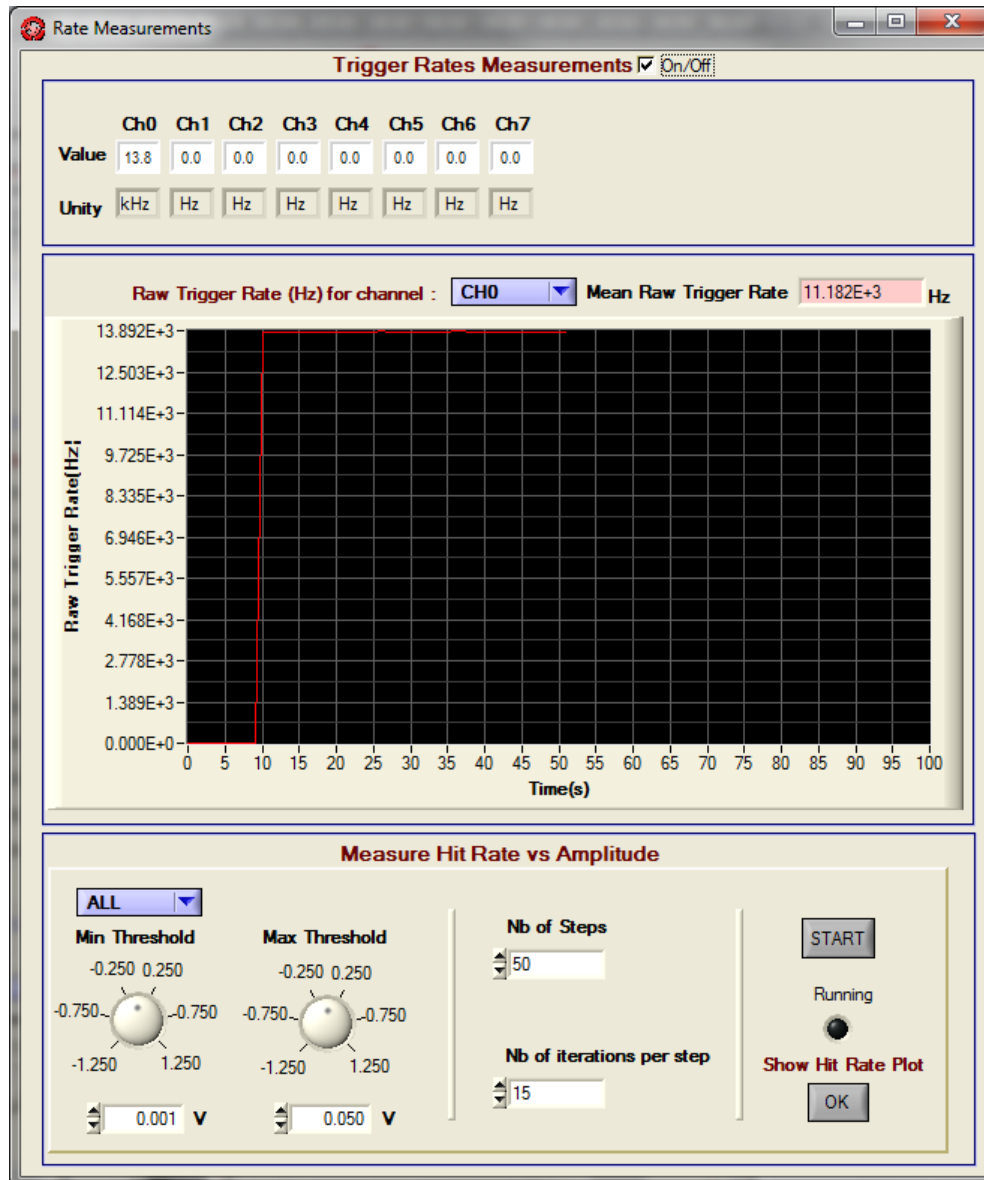 Rate Measurements
Trigger Rates Measurements On/Off
Ch0 Ch1 Ch2 Ch3 Ch4 Ch5 Ch6 Ch7
Value 13.8 0.0 0.0 0.0 0.0 0.0 0.0 0.0
Unity kHz Hz Hz Hz Hz Hz Hz Hz
Raw Trigger Rate (Hz) for channel : CH0 Mean Raw Trigger Rate 11.182E+3 Hz
Raw Trigger Rate[Hz]
13.892E+3
12.503E+3
11.114E+3
9.725E+3
8.335E+3
6.946E+3
5.557E+3
4.168E+3
2.778E+3
1.389E+3
0.000E+0
0 5 10 15 20 25 30 35 40 45 50 55 60 65 70 75 80 85 90 95 100
Time(s)
Measure Hit Rate vs Amplitude
ALL
Min Threshold
-0.250 0.250
-0.750 -0.750
-1.250 1.250
0.001 V
Max Threshold
-0.250 0.250
-0.750 -0.750
-1.250 1.250
0.050 V
Nb of Steps
50
Nb of iterations per step
15
START
Running
Show Hit Rate Plot
OK